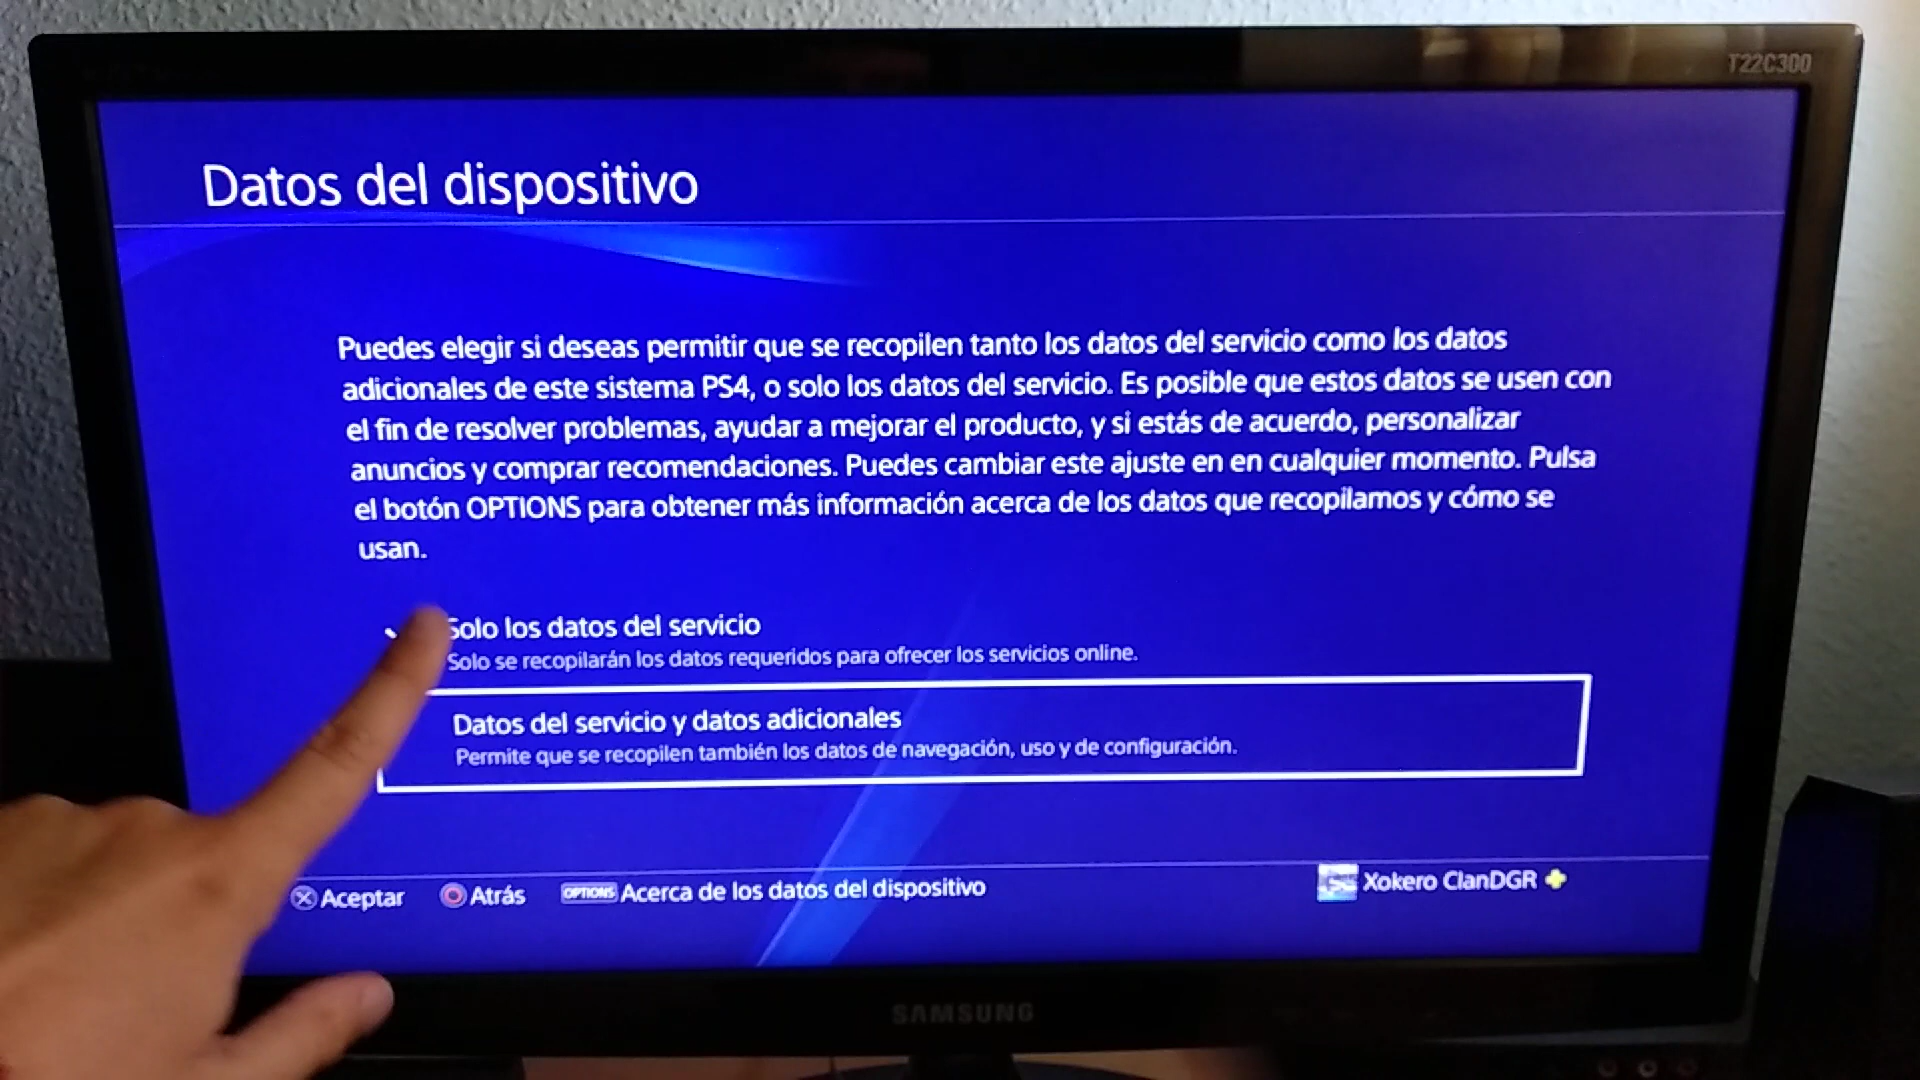 T22C300
Datos del dispositivo
Puedes elegir si deseas permitir que se recopilen tanto los datos del servicio como los datos
adicionales de este sistema PS4, o solo los datos del servicio. Es posible que estos datos se usen con
el fin de resolver problemas, ayudar a mejorar el producto, y si estás de acuerdo, personalizar
anuncios y comprar recomendaciones. Puedes cambiar este ajuste en en cualquier momento. Pulsa
el botón OPTIONS para obtener más información acerca de los datos que recopilamos y cómo se
usan.
Solo los datos del servicio
Solo se recopilarán los datos requeridos para ofrecer los servicios online.
Datos del servicio y datos adicionales
Permite que se recopilen también los datos de navegación, uso y de configuración.
Aceptar Atrás OPTIONS Acerca de los datos del dispositivo Xokero ClanDGR
SAMSUNG